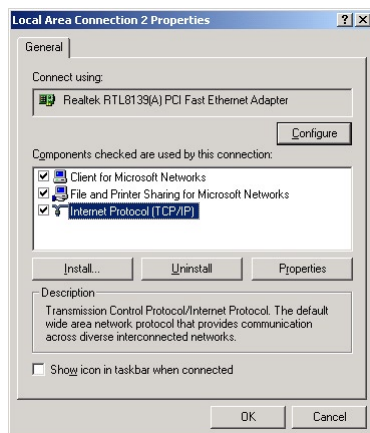 Local Area Connection 2 Properties
General
Connect using:
Realtek RTL8139(A) PCI Fast Ethernet Adapter
Configure
Components checked are used by this connection:
Client for Microsoft Networks
File and Printer Sharing for Microsoft Networks
Internet Protocol (TCP/IP)
Install... Uninstall Properties
Description
Transmission Control Protocol/Internet Protocol. The default
wide area network protocol that provides communication
across diverse interconnected networks.
Show icon in taskbar when connected
OK Cancel